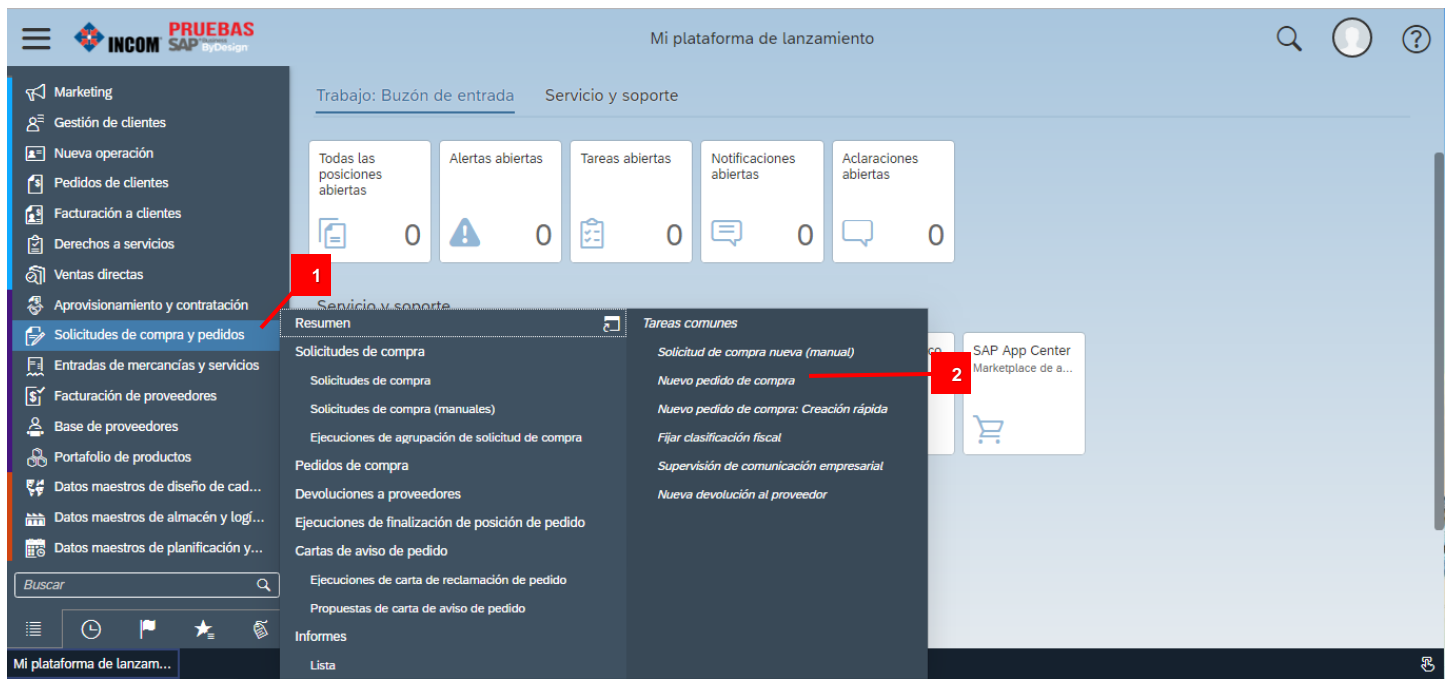 INCOM
PRUEBAS
SAP Business
ByDesign
Mi plataforma de lanzamiento
?
Marketing
Gestión de clientes
Nueva operación
Pedidos de clientes
Facturación a clientes
Derechos a servicios
Ventas directas
Aprovisionamiento y contratación
Solicitudes de compra y pedidos
Entradas de mercancías y servicios
Facturación de proveedores
Base de proveedores
Portafolio de productos
Datos maestros de diseño de cad...
Datos maestros de almacén y logí...
Datos maestros de planificación y...
Buscar
Mi plataforma de lanzam...
Trabajo: Buzón de entrada
Servicio y soporte
Todas las
posiciones
abiertas
0
Alertas abiertas
0
Tareas abiertas
0
Notificaciones
abiertas
0
Aclaraciones
abiertas
0
1
Servicio y soporte
Resumen
Solicitudes de compra
Solicitudes de compra
Solicitudes de compra (manuales)
Ejecuciones de agrupación de solicitud de compra
Pedidos de compra
Devoluciones a proveedores
Ejecuciones de finalización de posición de pedido
Cartas de aviso de pedido
Ejecuciones de carta de reclamación de pedido
Propuestas de carta de aviso de pedido
Informes
Lista
Tareas comunes
Solicitud de compra nueva (manual)
Nuevo pedido de compra
Nuevo pedido de compra: Creación rápida
Fijar clasificación fiscal
Supervisión de comunicación empresarial
Nueva devolución al proveedor
2
co
SAP App Center
Marketplace de a...